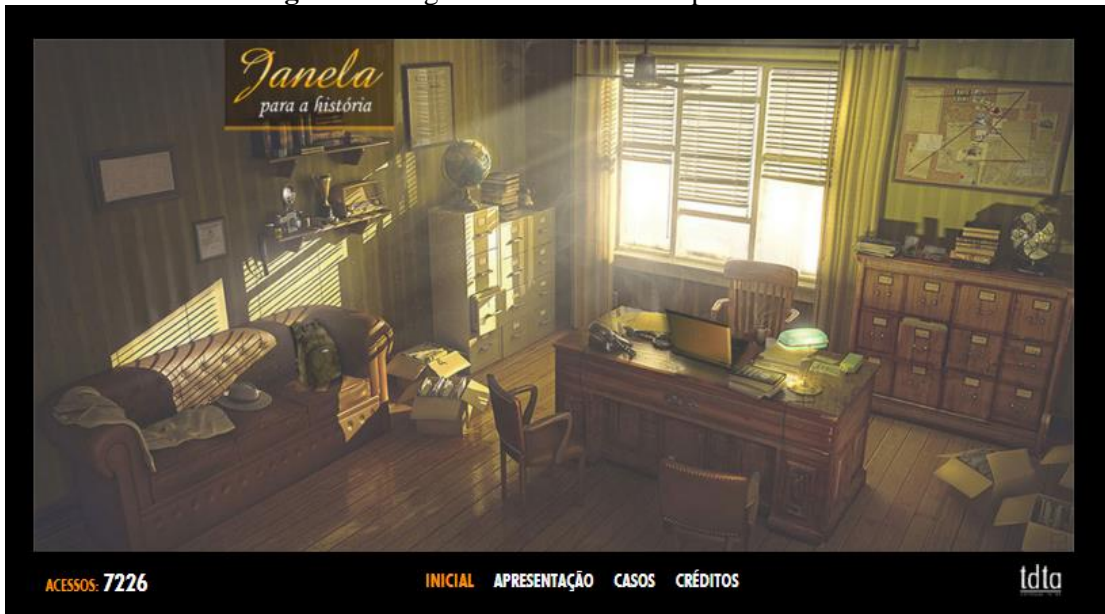 Janela
para a história
ACESSOS: 7226
INICIAL APRESENTAÇÃO CASOS CRÉDITOS
tdta